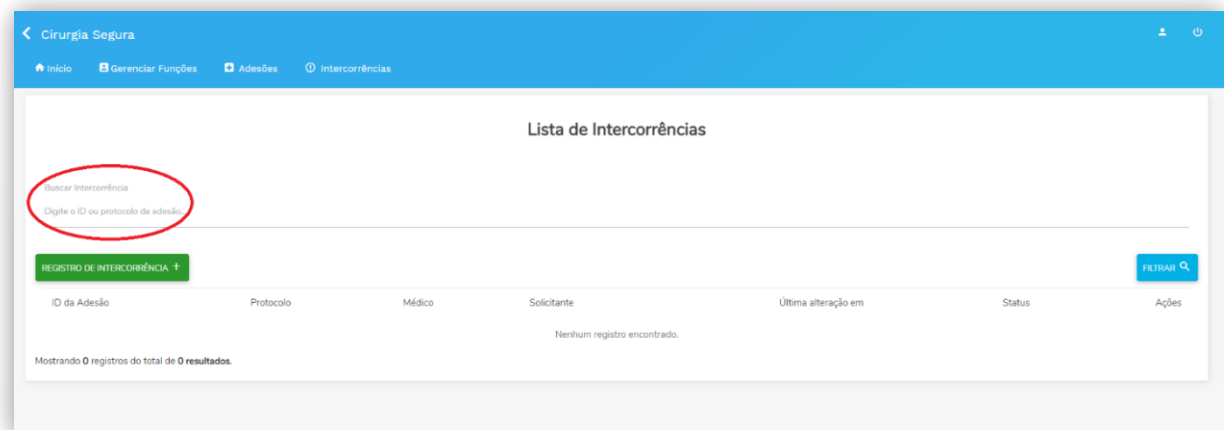 Cirurgia Segura
Início Gerenciar Funções Adesões Intercorrências
Lista de Intercorrências
Buscar intercorrência
Digite o ID ou protocolo da adesão...
REGISTRO DE INTERCORRÊNCIA +
FILTRAR
ID da Adesão Protocolo Médico Solicitante Última alteração em Status Ações
Nenhum registro encontrado.
Mostrando 0 registros do total de 0 resultados.